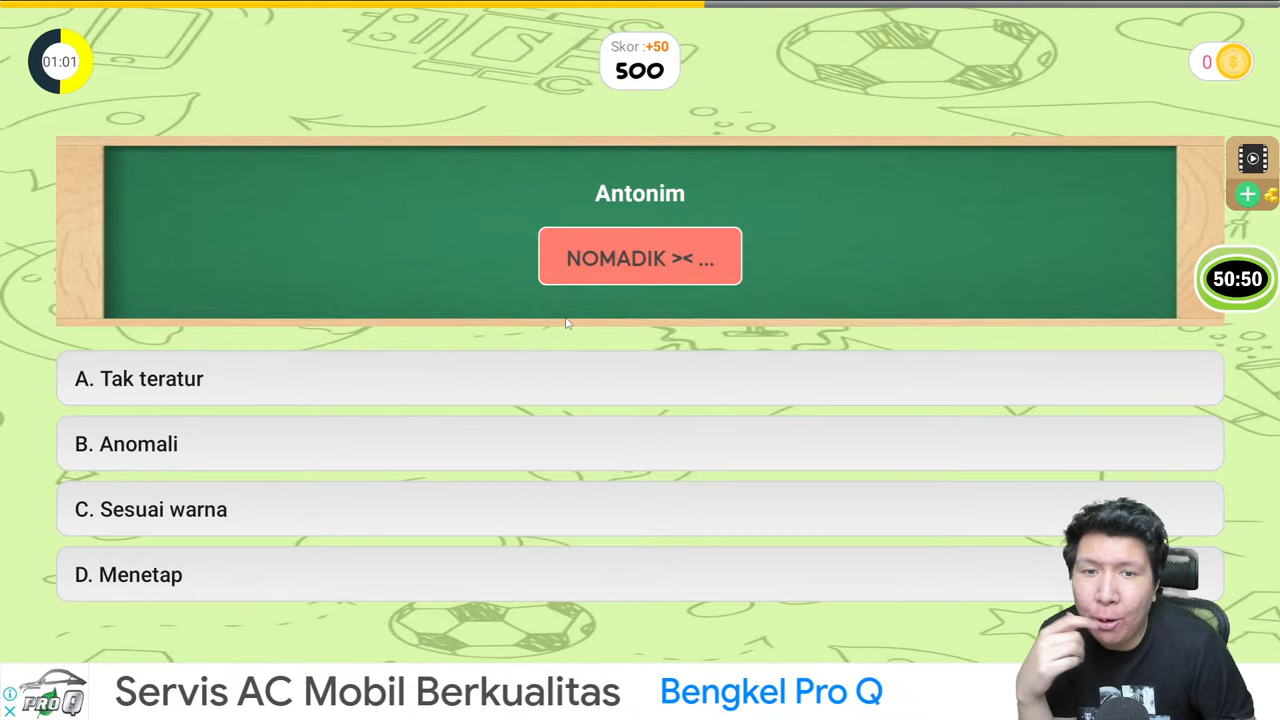 01:01
Skor :+50
500
0
Antonim
NOMADIK >< ...
50:50
A. Tak teratur
B. Anomali
C. Sesuai warna
D. Menetap
PRO Q
Servis AC Mobil Berkualitas
Bengkel Pro Q